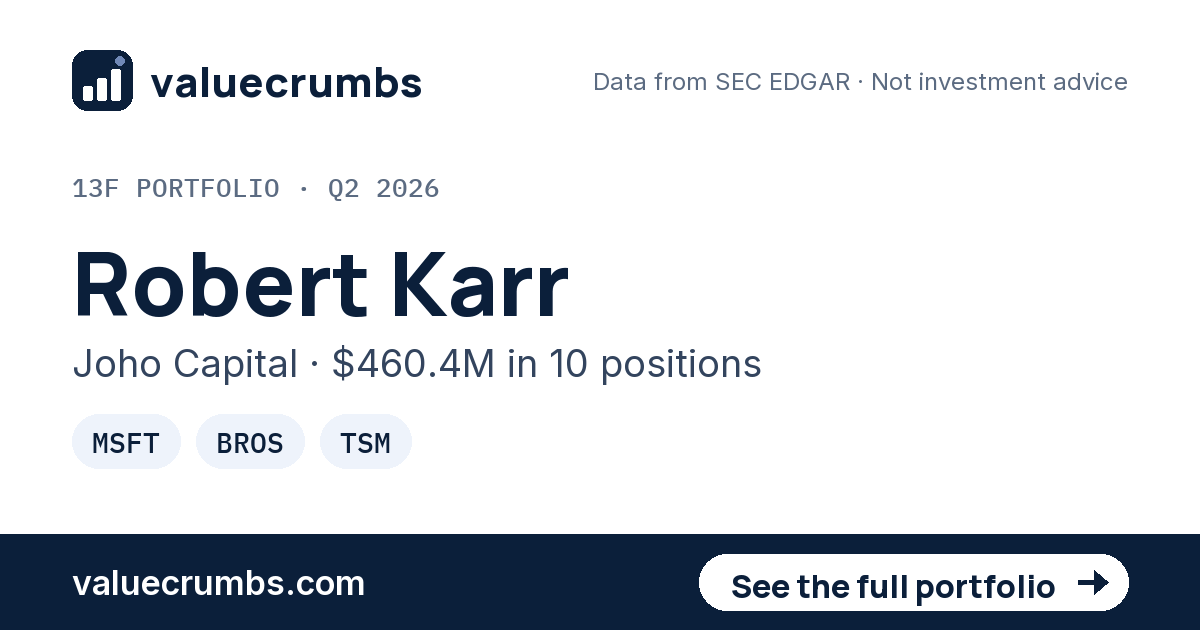 valuecrumbs
Data from SEC EDGAR · Not investment advice
13F PORTFOLIO · Q2 2026
Robert Karr
Joho Capital · $460.4M in 10 positions
MSFT BROS TSM
valuecrumbs.com
See the full portfolio →